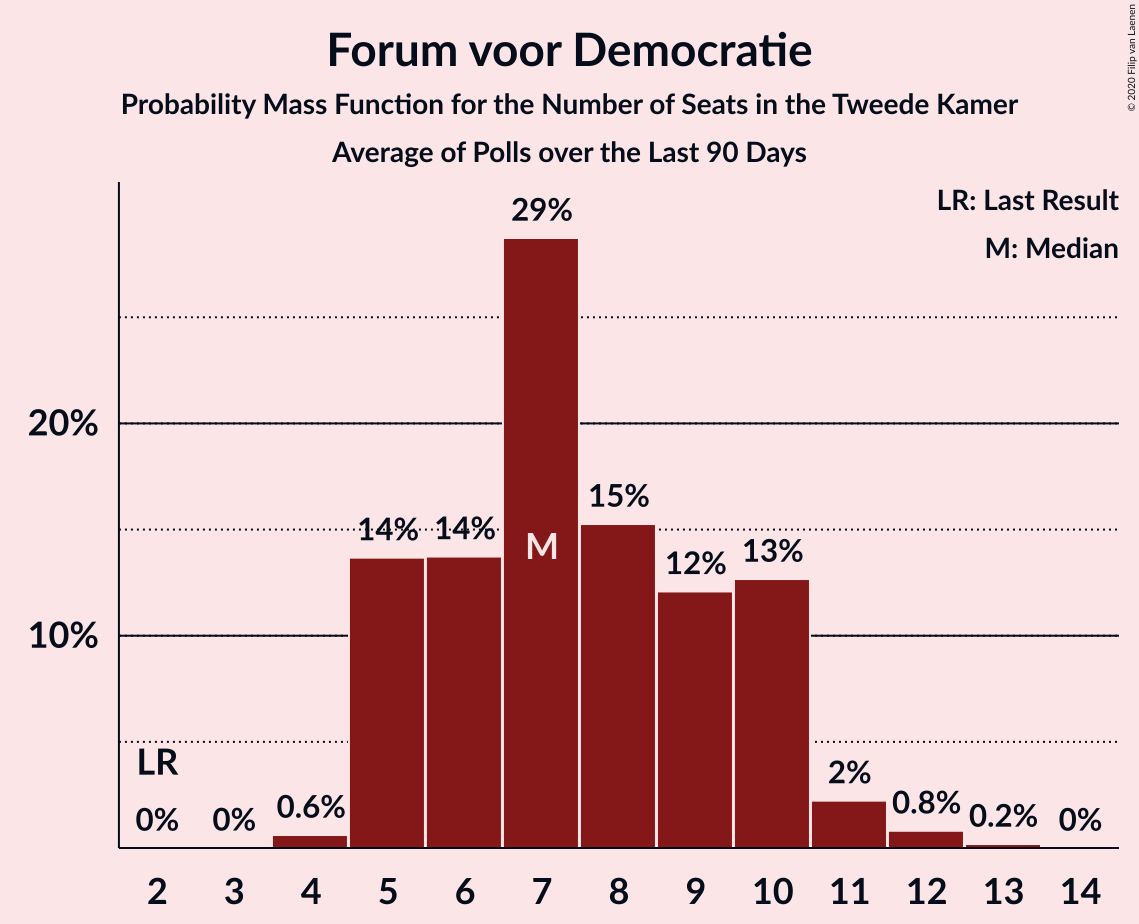 Forum voor Democratie
Probability Mass Function for the Number of Seats in the Tweede Kamer
Average of Polls over the Last 90 Days
© 2020 Filip van Laenen
LR: Last Result
M: Median
29%
20%
15%
14%
14%
M
13%
12%
10%
LR
2%
0%
0%
0.6%
0.8%
0.2%
0%
2 3 4 5 6 7 8 9 10 11 12 13 14